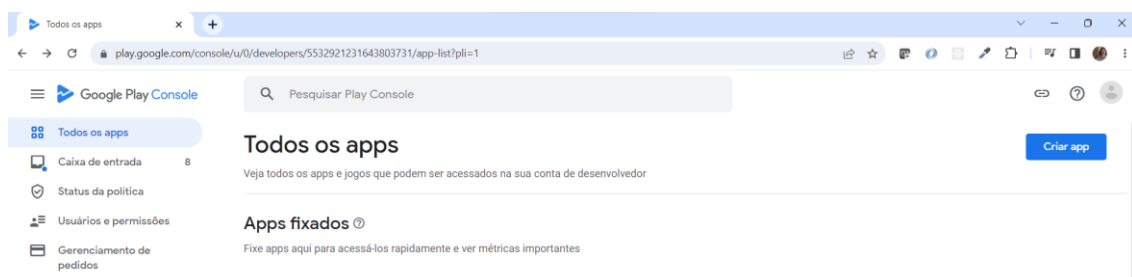 Todos os apps
play.google.com/console/u/0/developers/5532921231643803731/app-list?pli=1
Google Play Console
Pesquisar Play Console
Todos os apps
Caixa de entrada 8
Status da política
Usuários e permissões
Gerenciamento de
pedidos
Todos os apps
Criar app
Veja todos os apps e jogos que podem ser acessados na sua conta de desenvolvedor
Apps fixados
Fixe apps aqui para acessá-los rapidamente e ver métricas importantes